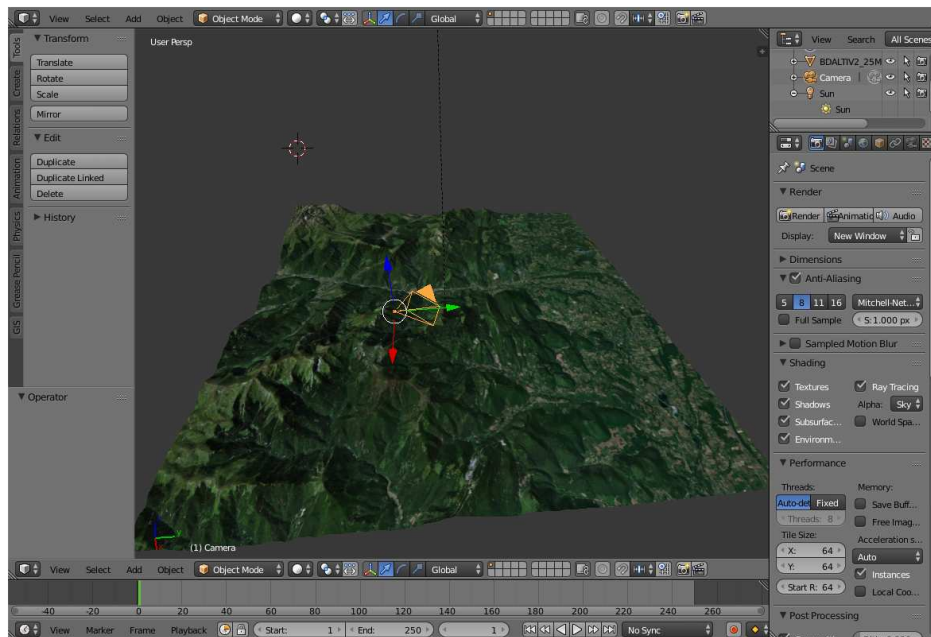 View Select Add Object Object Mode Global
View Search All Scenes
Tools
Create
Relations
Animation
Physics
Grease Pencil
GIS
Transform
Translate
Rotate
Scale
Mirror
Edit
Duplicate
Duplicate Linked
Delete
History
Operator
User Persp
(1) Camera
y
BDALTIV2_25M
Camera
Sun
Sun
Scene
Render
Render Animatic Audio
Display: New Window
Dimensions
Anti-Aliasing
5 8 11 16 Mitchell-Net...
Full Sample S: 1.000 px
Sampled Motion Blur
Shading
Textures Ray Tracing
Shadows Alpha: Sky
Subsurfac... World Spa...
Environm...
Performance
Threads: Memory:
Auto-det Fixed Save Buff...
Threads: 8 Free Imag...
Tile Size: Acceleration s...
X: 64 Auto
Y: 64 Instances
Start R: 64 Local Coo...
Post Processing
View Select Add Object Object Mode Global
-40 -20 0 20 40 60 80 100 120 140 160 180 200 220 240 260
View Marker Frame Playback Start: 1 End: 250 1 No Sync